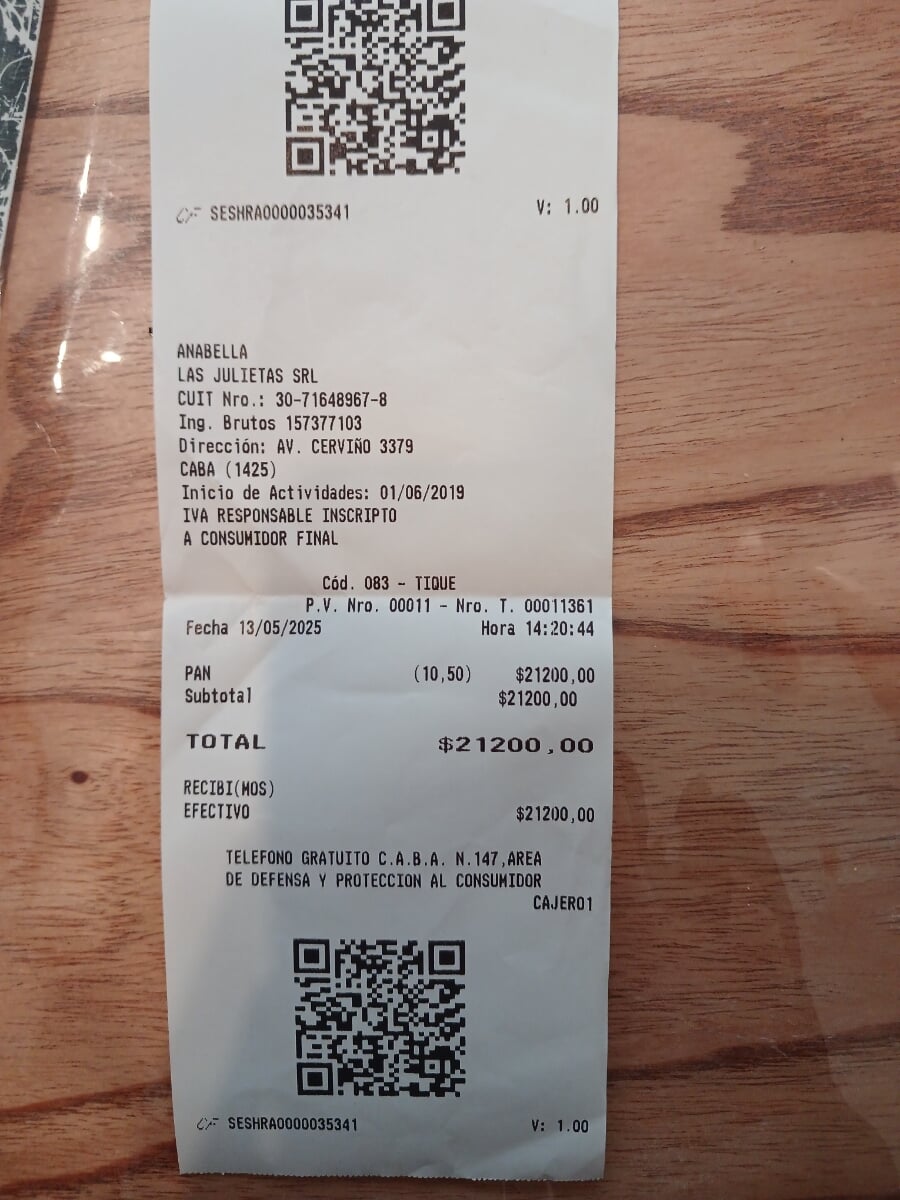 CF SESHRA0000035341 V: 1.00
ANABELLA
LAS JULIETAS SRL
CUIT Nro.: 30-71648967-8
Ing. Brutos 157377103
Dirección: AV. CERVIÑO 3379
CABA (1425)
Inicio de Actividades: 01/06/2019
IVA RESPONSABLE INSCRIPTO
A CONSUMIDOR FINAL
Cód. 083 - TIQUE
P.V. Nro. 00011 - Nro. T. 00011361
Fecha 13/05/2025 Hora 14:20:44
PAN (10,50) $21200,00
Subtotal $21200,00
TOTAL $21200,00
RECIBI(MOS)
EFECTIVO $21200,00
TELEFONO GRATUITO C.A.B.A. N.147,AREA
DE DEFENSA Y PROTECCION AL CONSUMIDOR
CAJERO1
CF SESHRA0000035341 V: 1.00